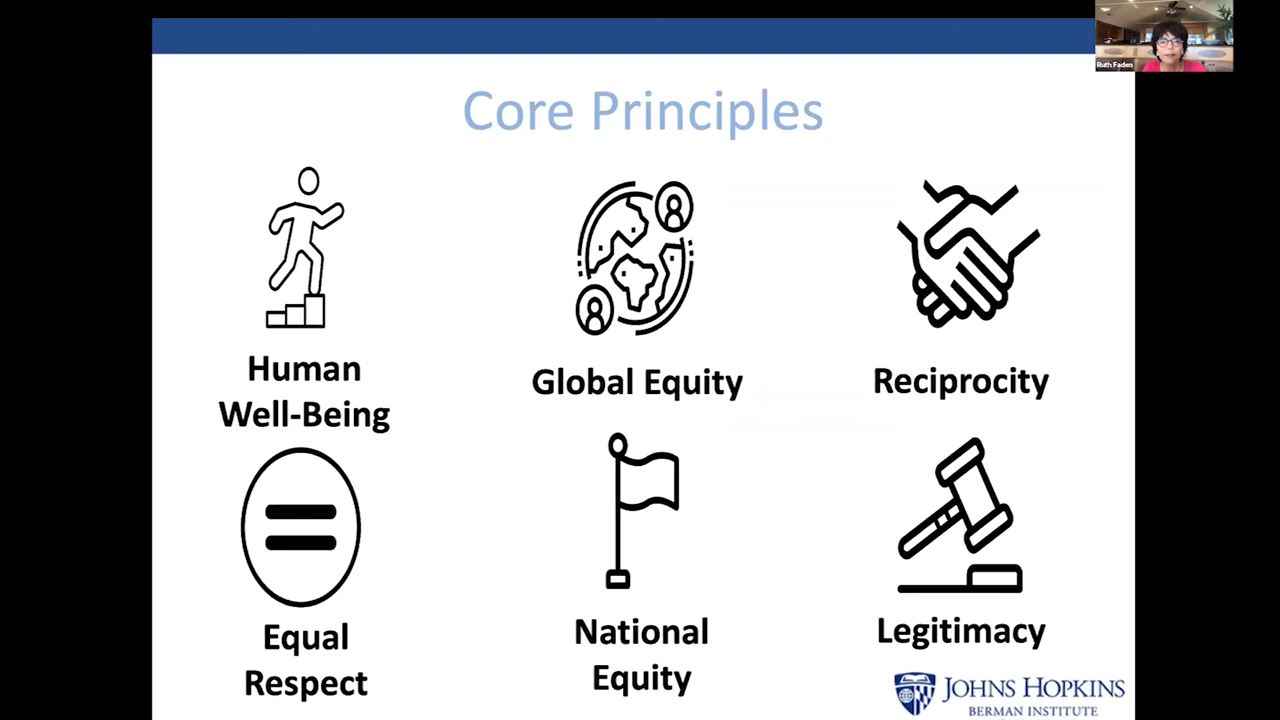 Ruth Faden
Core Principles
Human
Well-Being
Global Equity
Reciprocity
Equal
Respect
National
Equity
Legitimacy
JOHNS HOPKINS
BERMAN INSTITUTE